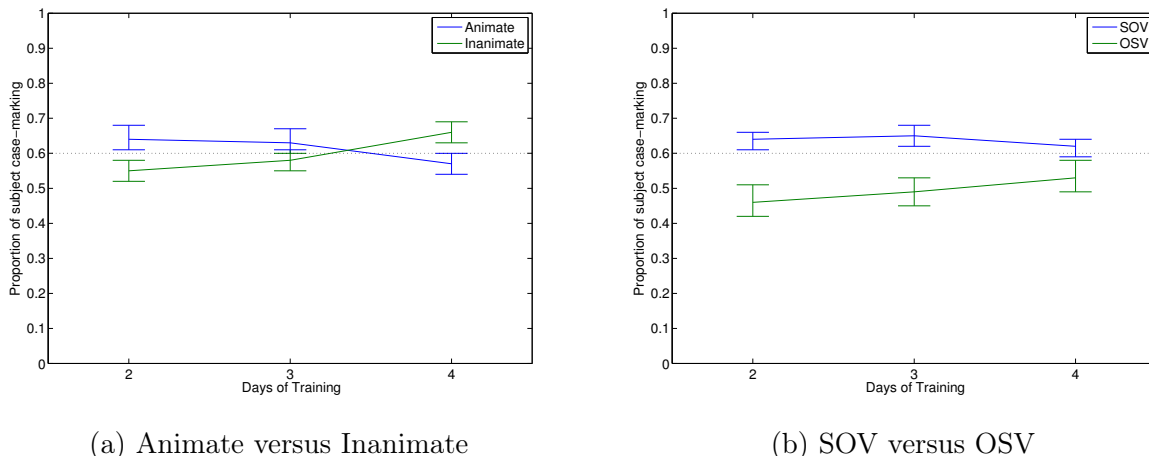 1
0.9
0.8
0.7
0.6
0.5
0.4
0.3
0.2
0.1
0
Proportion of subject case−marking
Animate
Inanimate
2 3 4
Days of Training
(a) Animate versus Inanimate
1
0.9
0.8
0.7
0.6
0.5
0.4
0.3
0.2
0.1
0
Proportion of subject case−marking
SOV
OSV
2 3 4
Days of Training
(b) SOV versus OSV